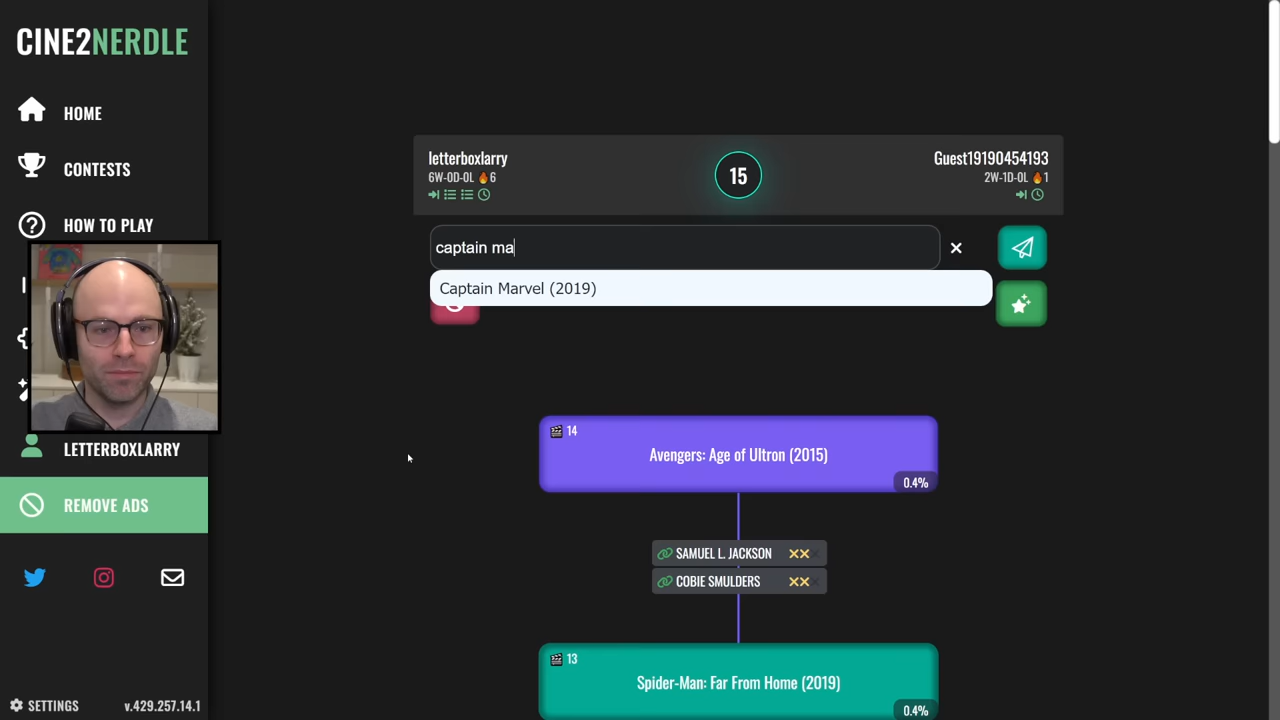 CINE2NERDLE
HOME
CONTESTS
HOW TO PLAY
LETTERBOXLARRY
REMOVE ADS
SETTINGS
v.429.257.14.1
letterboxlarry
6W-0D-0L 6
15
Guest19190454193
2W-1D-0L 1
captain ma
Captain Marvel (2019)
14
Avengers: Age of Ultron (2015)
0.4%
SAMUEL L. JACKSON
COBIE SMULDERS
13
Spider-Man: Far From Home (2019)
0.4%